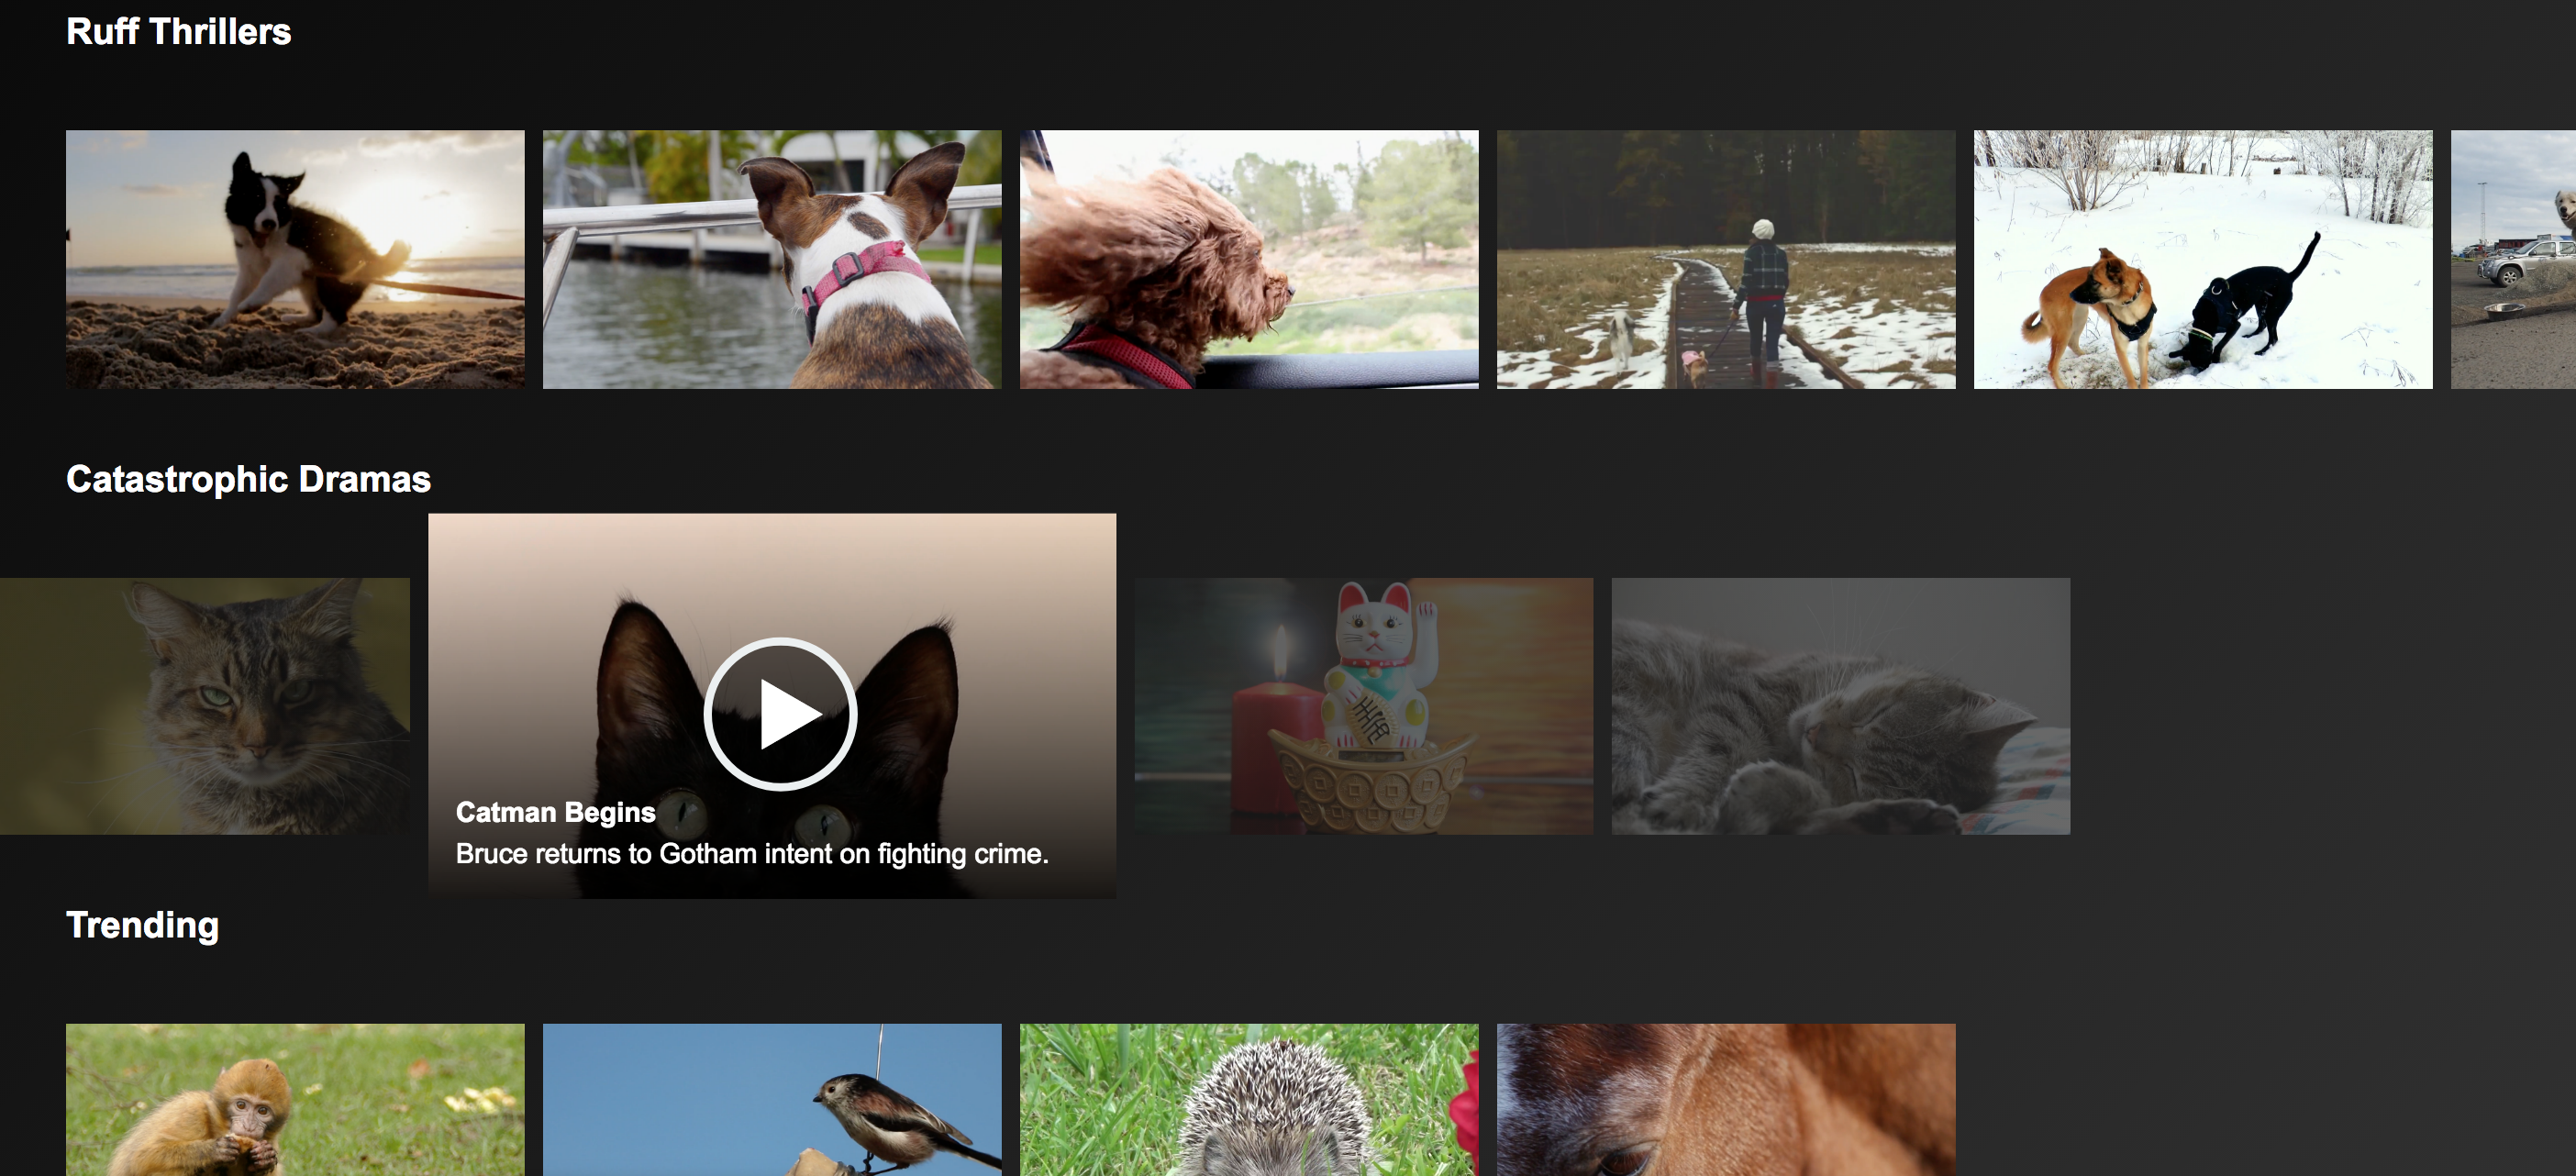 Ruff Thrillers
Catastrophic Dramas
Catman Begins
Bruce returns to Gotham intent on fighting crime.
Trending